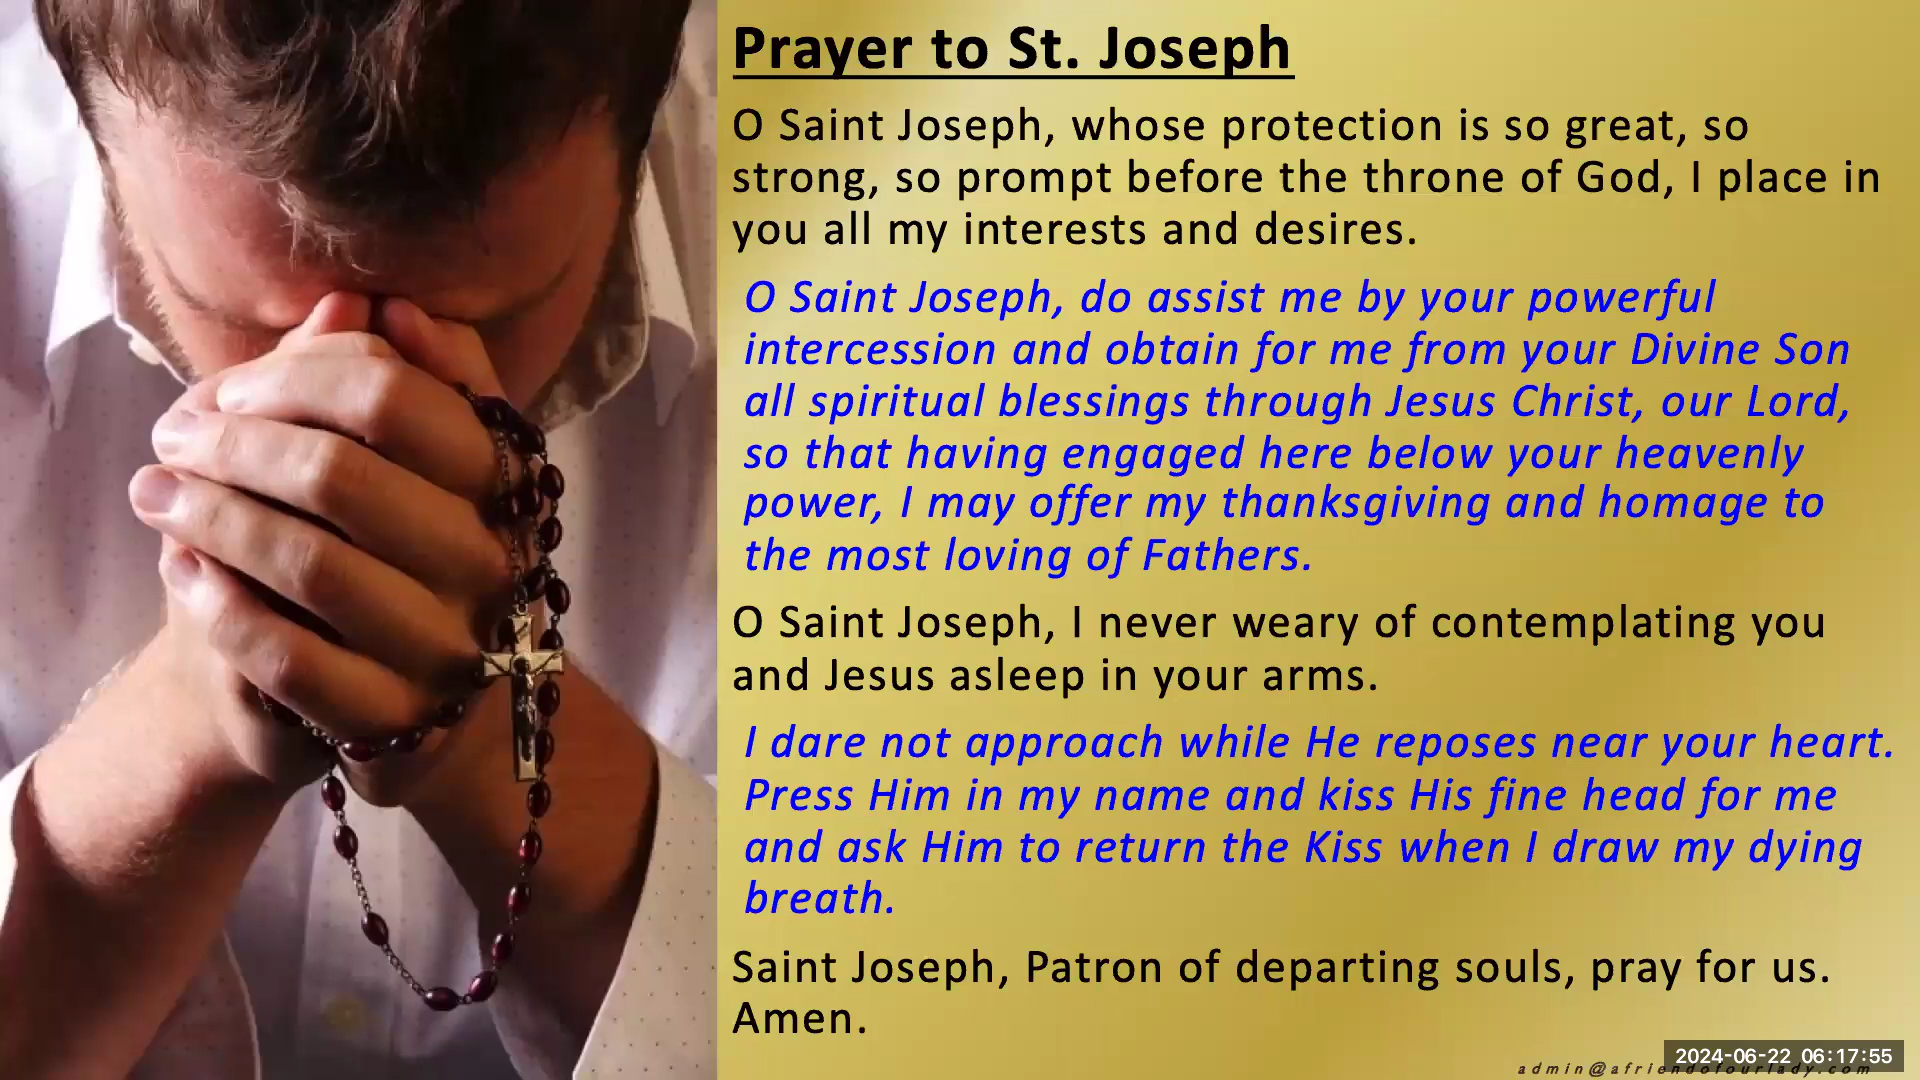 Prayer to St. Joseph
O Saint Joseph, whose protection is so great, so
strong, so prompt before the throne of God, I place in
you all my interests and desires.
O Saint Joseph, do assist me by your powerful
intercession and obtain for me from your Divine Son
all spiritual blessings through Jesus Christ, our Lord,
so that having engaged here below your heavenly
power, I may offer my thanksgiving and homage to
the most loving of Fathers.
O Saint Joseph, I never weary of contemplating you
and Jesus asleep in your arms.
I dare not approach while He reposes near your heart.
Press Him in my name and kiss His fine head for me
and ask Him to return the Kiss when I draw my dying
breath.
Saint Joseph, Patron of departing souls, pray for us.
Amen.
2024-06-22 06:17:55
admin@afriendofourlady.com